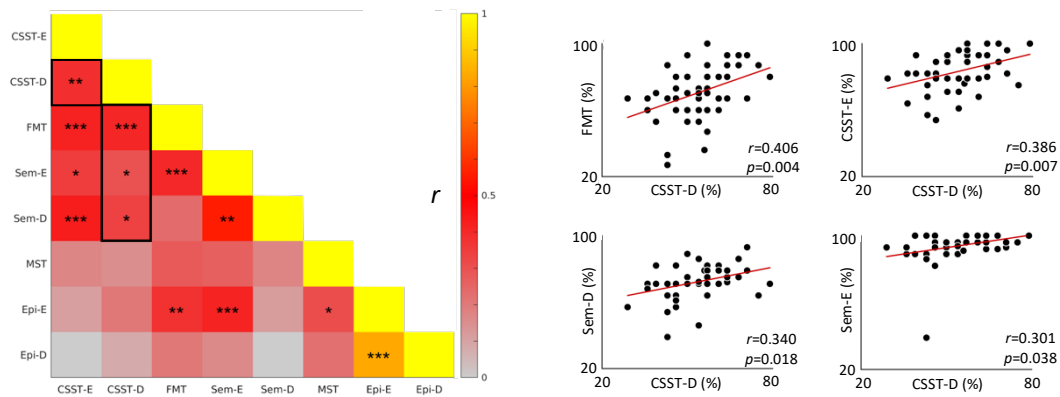 CSST-E
CSST-D **
FMT *** ***
Sem-E * * ***
Sem-D *** * **
MST
Epi-E ** *** *
Epi-D ***
CSST-E CSST-D FMT Sem-E Sem-D MST Epi-E Epi-D
r
1
0.5
0
100
FMT (%)
20
r=0.406
p=0.004
20 CSST-D (%) 80
100
CSST-E (%)
20
r=0.386
p=0.007
20 CSST-D (%) 80
100
Sem-D (%)
20
r=0.340
p=0.018
20 CSST-D (%) 80
100
Sem-E (%)
20
r=0.301
p=0.038
20 CSST-D (%) 80